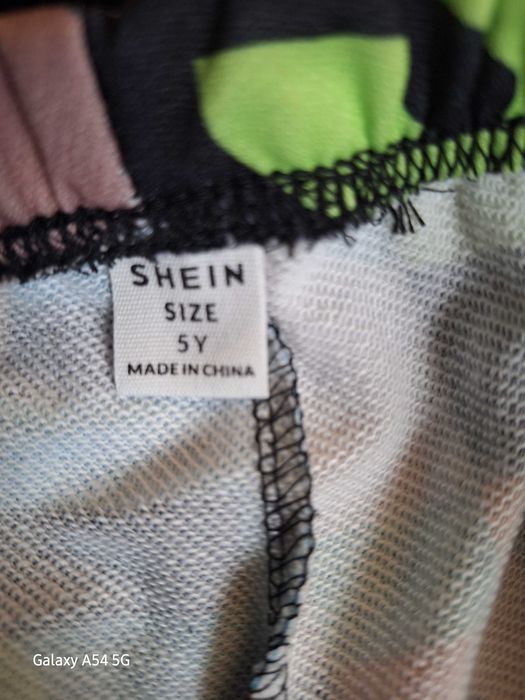 SHEIN
SIZE
5Y
MADE IN CHINA
Galaxy A54 5G